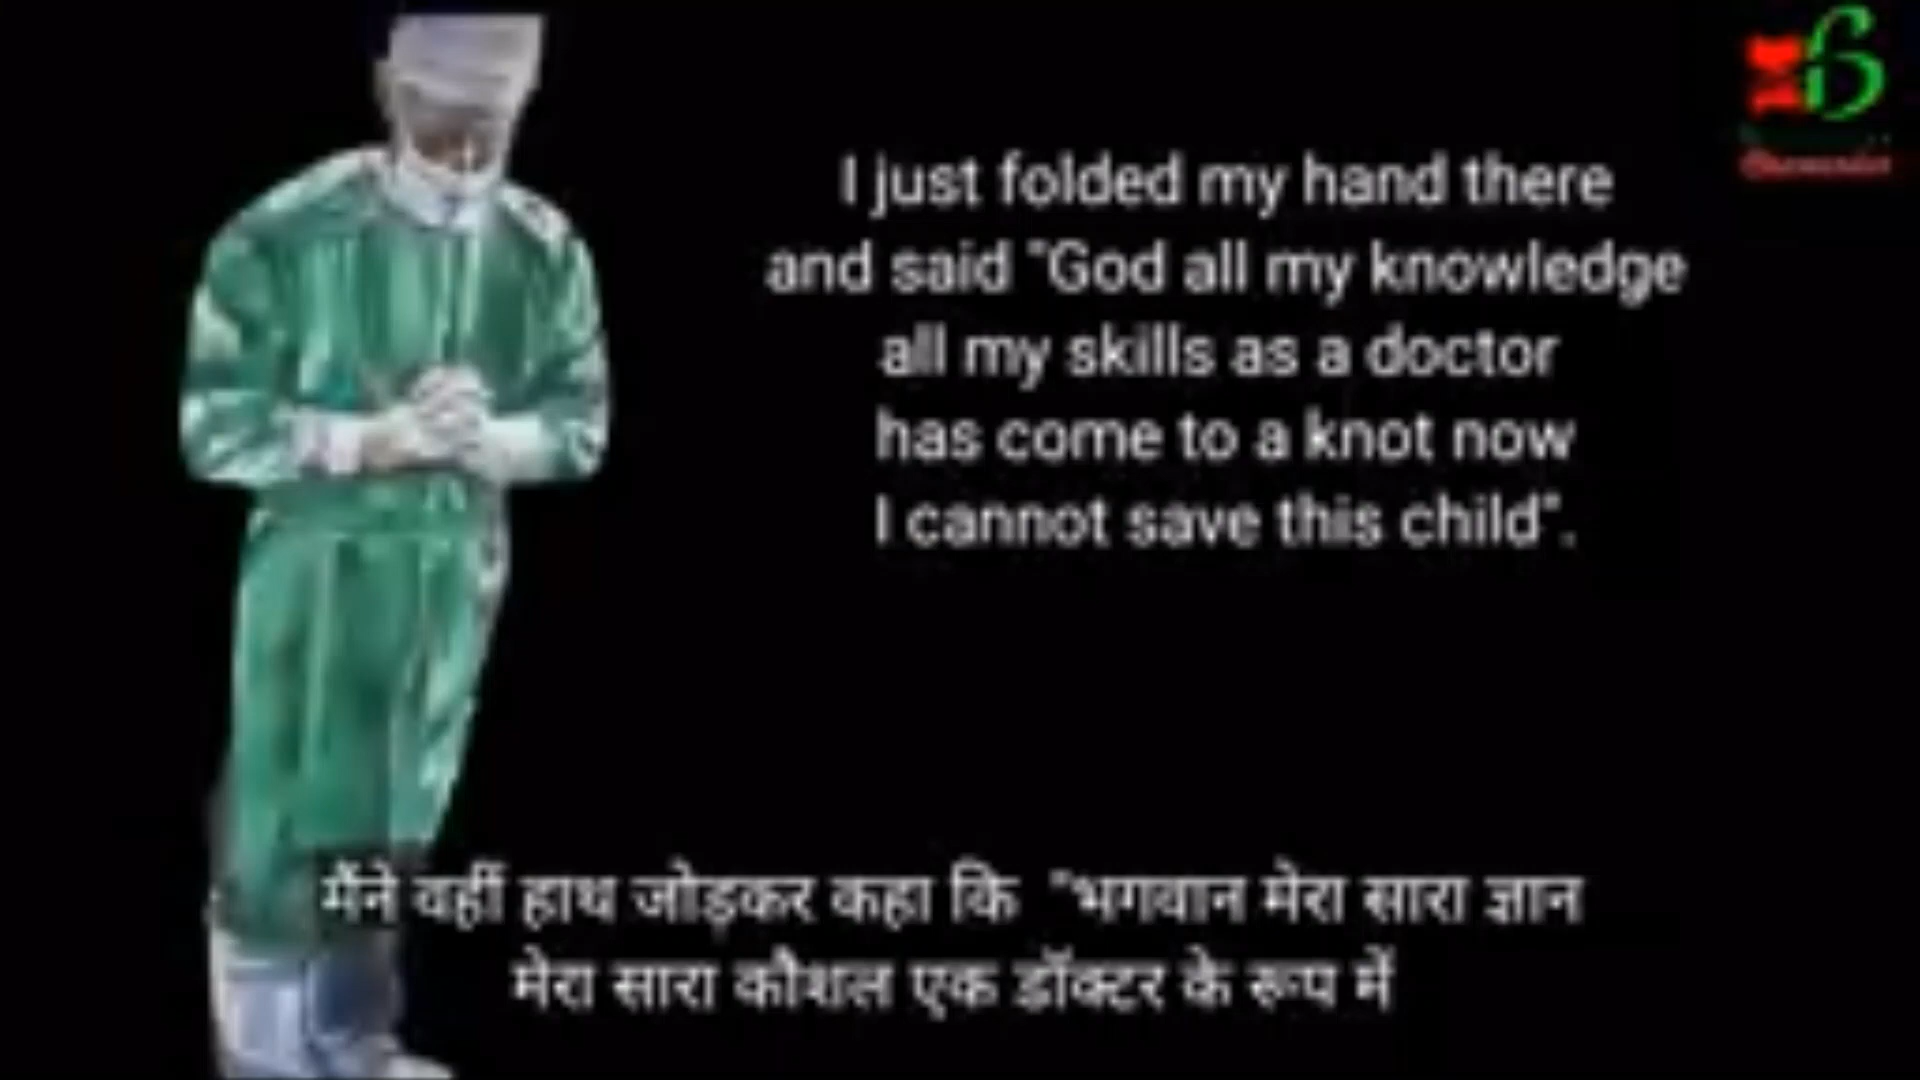 I just folded my hand there
and said "God all my knowledge
all my skills as a doctor
has come to a knot now
I cannot save this child".
मैंने वहीं हाथ जोड़कर कहा कि "भगवान मेरा सारा ज्ञान
मेरा सारा कौशल एक डॉक्टर के रूप में